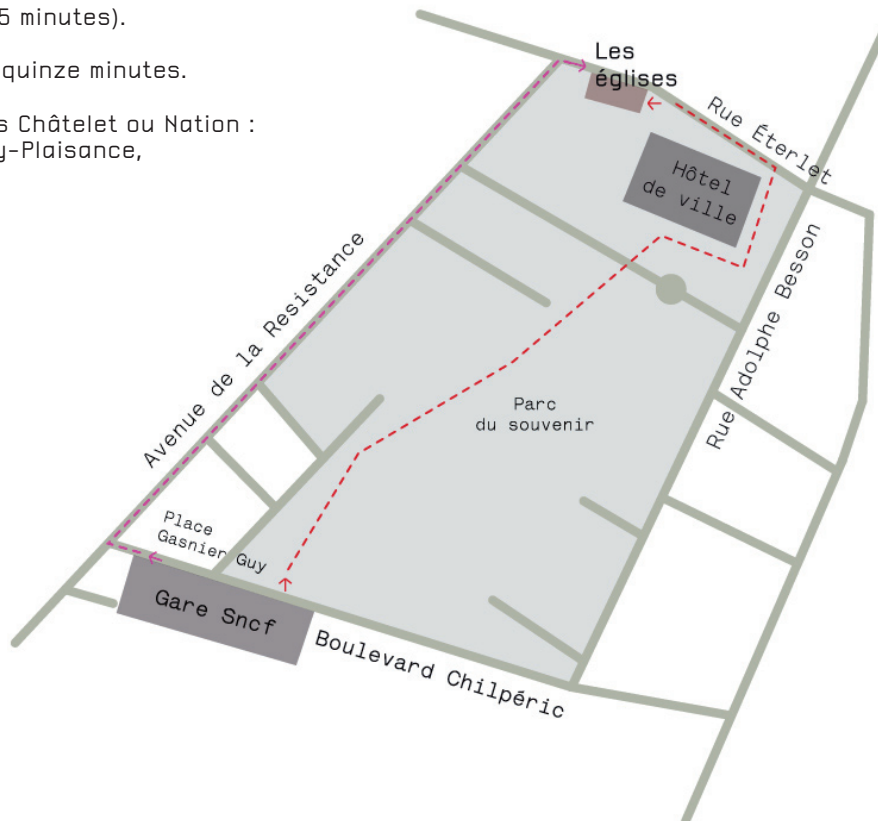 5 minutes).
quinze minutes.
s Châtelet ou Nation :
y-Plaisance,
Les
églises
Rue Éterlet
Hôtel
de ville
Avenue de la Resistance
Rue Adolphe Besson
Parc
du souvenir
Place
Gasnier Guy
Gare Sncf
Boulevard Chilpéric